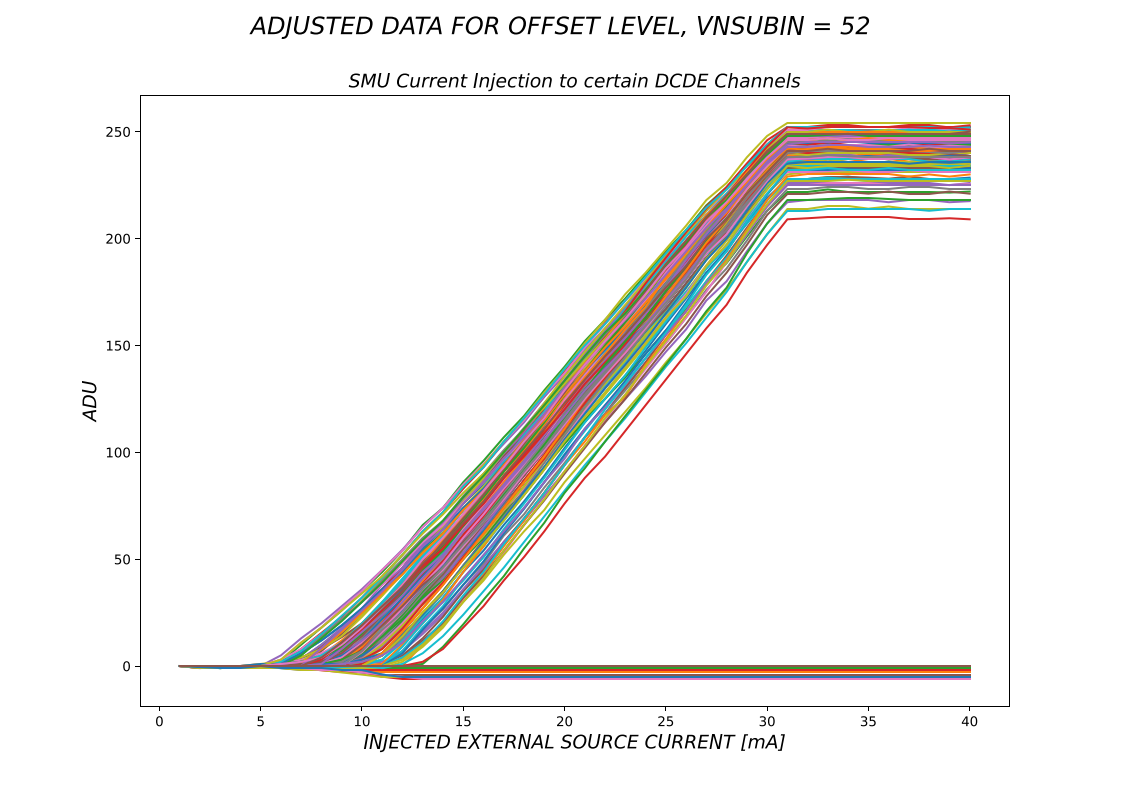 ADJUSTED DATA FOR OFFSET LEVEL, VNSUBIN = 52
SMU Current Injection to certain DCDE Channels
250
200
150
100
50
0
ADU
0 5 10 15 20 25 30 35 40
INJECTED EXTERNAL SOURCE CURRENT [mA]